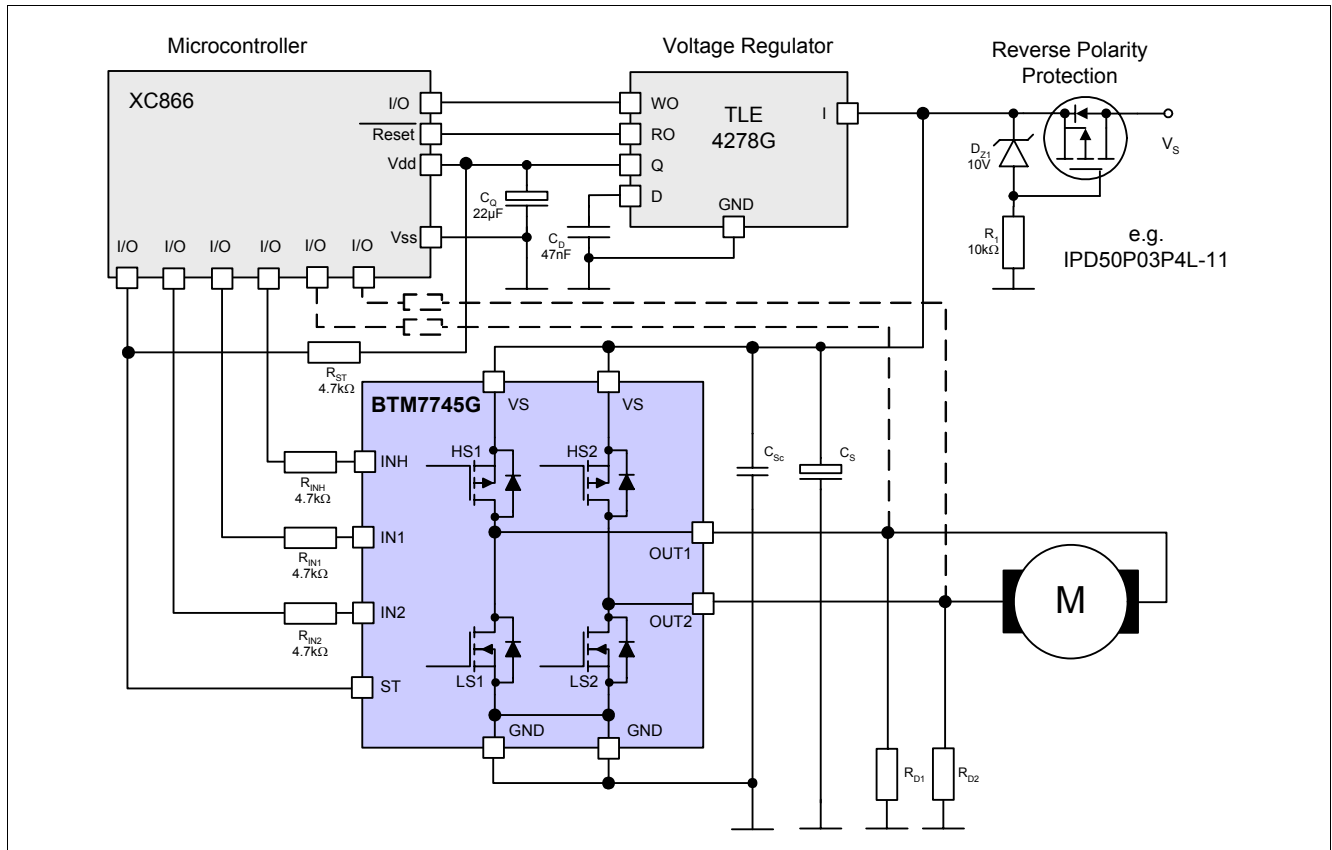 Microcontroller
Voltage Regulator
Reverse Polarity
Protection
XC866
I/O
Reset
Vdd
Vss
I/O
I/O
I/O
I/O
I/O
I/O
C_Q
22µF
C_D
47nF
WO
RO
Q
D
TLE
4278G
I
GND
D_Z1
10V
V_S
R_1
10kΩ
e.g.
IPD50P03P4L-11
R_ST
4.7kΩ
BTM7745G
VS
VS
HS1
HS2
INH
R_INH
4.7kΩ
IN1
R_IN1
4.7kΩ
IN2
R_IN2
4.7kΩ
ST
LS1
LS2
GND
GND
OUT1
OUT2
C_Sc
C_S
M
R_D1
R_D2